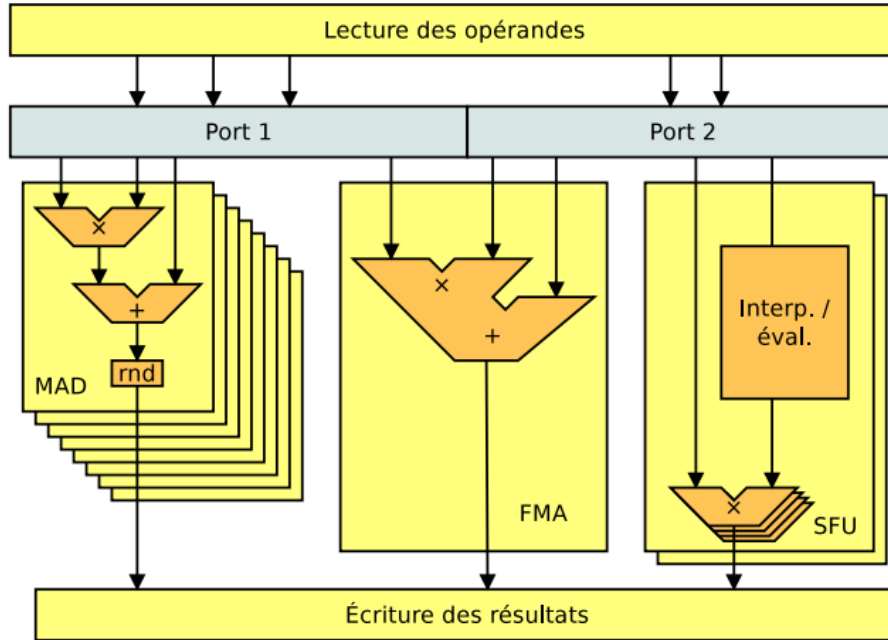 Lecture des opérandes
Port 1
Port 2
×
+
rnd
MAD
×
+
FMA
Interp. /
éval.
×
SFU
Écriture des résultats